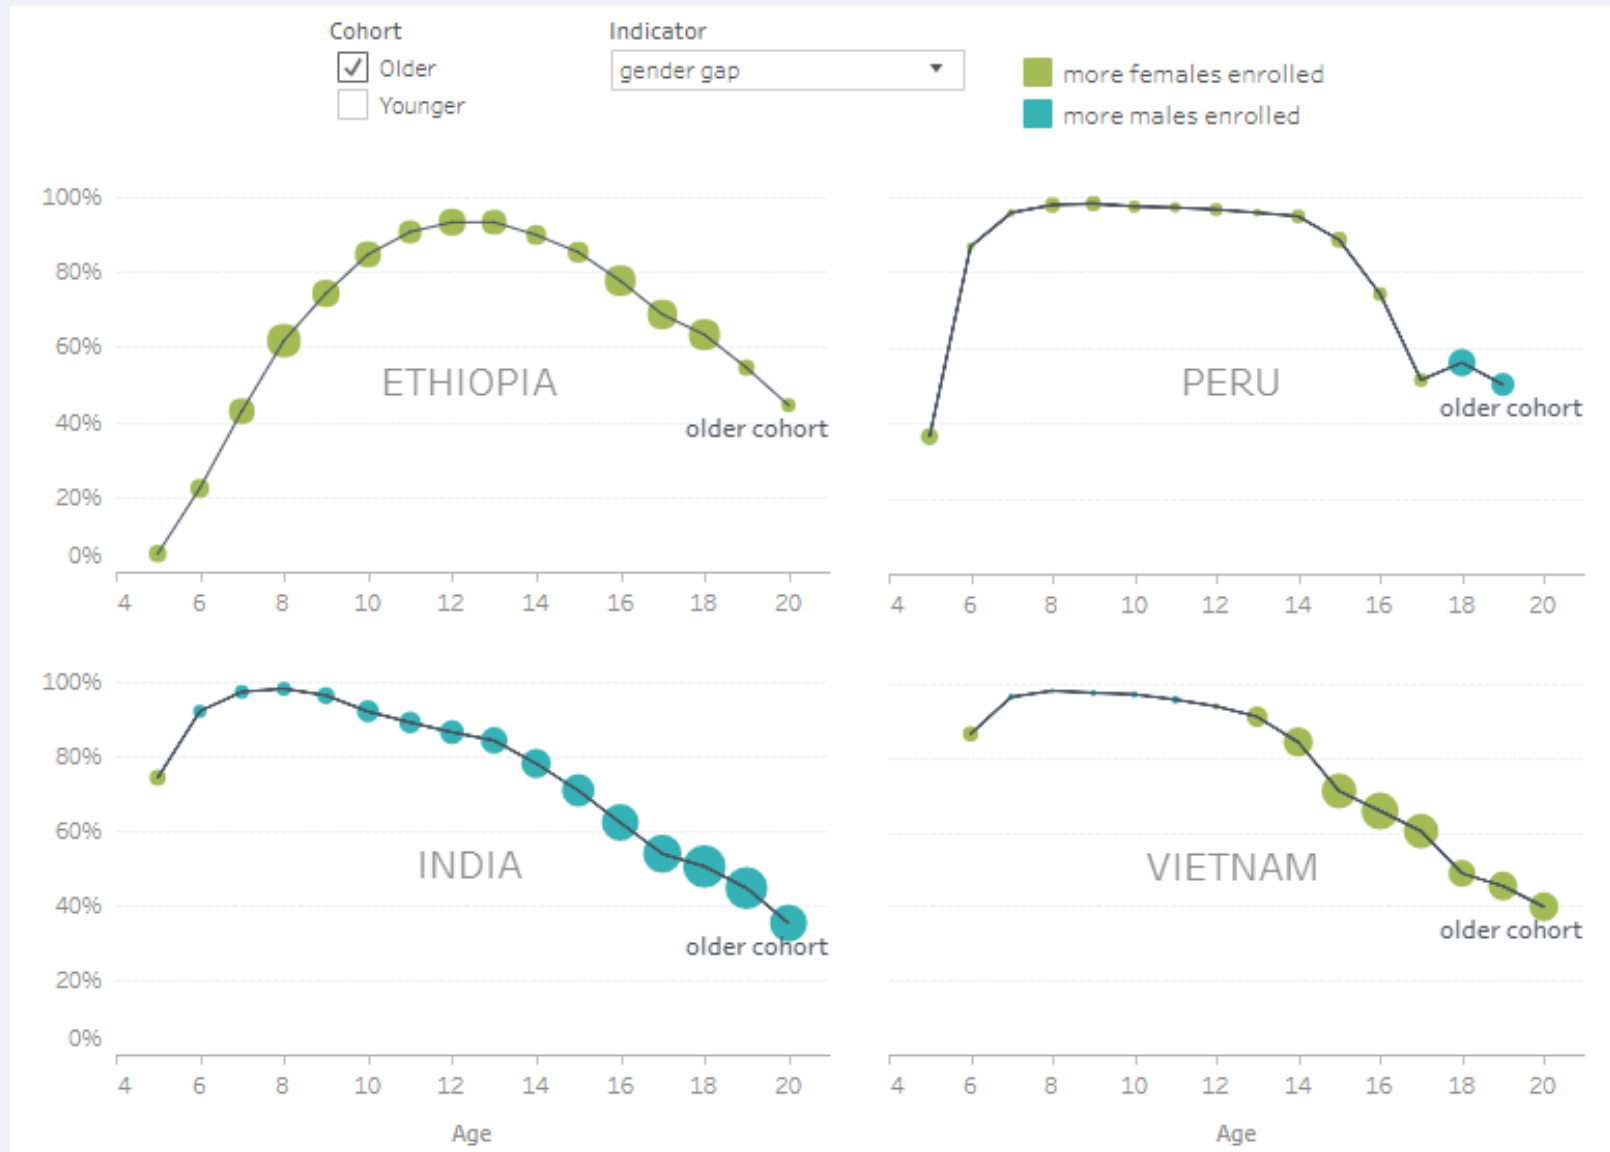 Cohort
Older
Younger
Indicator
gender gap
more females enrolled
more males enrolled
100%
80%
60%
40%
20%
0%
ETHIOPIA
older cohort
4 6 8 10 12 14 16 18 20
PERU
older cohort
4 6 8 10 12 14 16 18 20
100%
80%
60%
40%
20%
0%
INDIA
older cohort
4 6 8 10 12 14 16 18 20
Age
VIETNAM
older cohort
4 6 8 10 12 14 16 18 20
Age